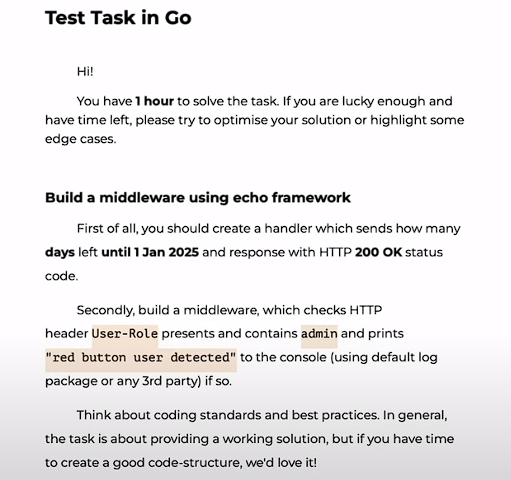 Test Task in Go
Hi!
You have 1 hour to solve the task. If you are lucky enough and
have time left, please try to optimise your solution or highlight some
edge cases.
Build a middleware using echo framework
First of all, you should create a handler which sends how many
days left until 1 Jan 2025 and response with HTTP 200 OK status
code.
Secondly, build a middleware, which checks HTTP
header User-Role presents and contains admin and prints
"red button user detected" to the console (using default log
package or any 3rd party) if so.
Think about coding standards and best practices. In general,
the task is about providing a working solution, but if you have time
to create a good code-structure, we'd love it!